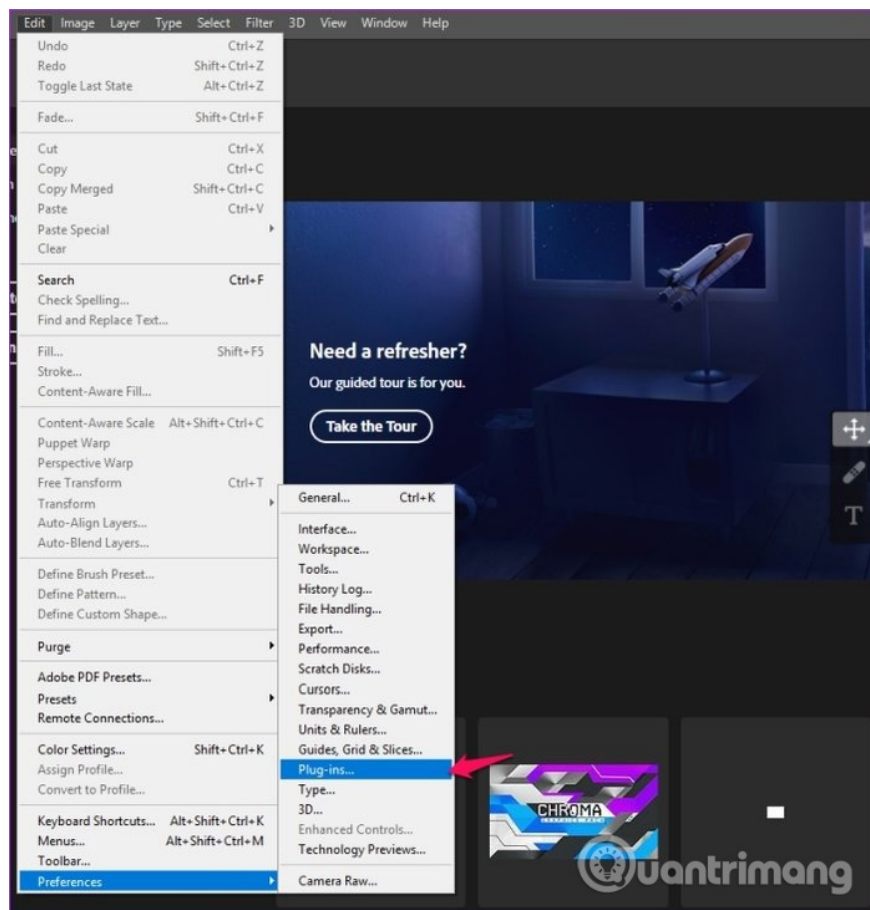 Edit Image Layer Type Select Filter 3D View Window Help
Undo Ctrl+Z
Redo Shift+Ctrl+Z
Toggle Last State Alt+Ctrl+Z
Fade... Shift+Ctrl+F
Cut Ctrl+X
Copy Ctrl+C
Copy Merged Shift+Ctrl+C
Paste Ctrl+V
Paste Special
Clear
Search Ctrl+F
Check Spelling...
Find and Replace Text...
Fill... Shift+F5
Stroke...
Content-Aware Fill...
Content-Aware Scale Alt+Shift+Ctrl+C
Puppet Warp
Perspective Warp
Free Transform Ctrl+T
Transform
Auto-Align Layers...
Auto-Blend Layers...
Define Brush Preset...
Define Pattern...
Define Custom Shape...
Purge
Adobe PDF Presets...
Presets
Remote Connections...
Color Settings... Shift+Ctrl+K
Assign Profile...
Convert to Profile...
Keyboard Shortcuts... Alt+Shift+Ctrl+K
Menus... Alt+Shift+Ctrl+M
Toolbar...
Preferences
General... Ctrl+K
Interface...
Workspace...
Tools...
History Log...
File Handling...
Export...
Performance...
Scratch Disks...
Cursors...
Transparency & Gamut...
Units & Rulers...
Guides, Grid & Slices...
Plug-ins...
Type...
3D...
Enhanced Controls...
Technology Previews...
Camera Raw...
Need a refresher?
Our guided tour is for you.
Take the Tour
T
CHROMA
GRAPHICS PACK
Quantrimang